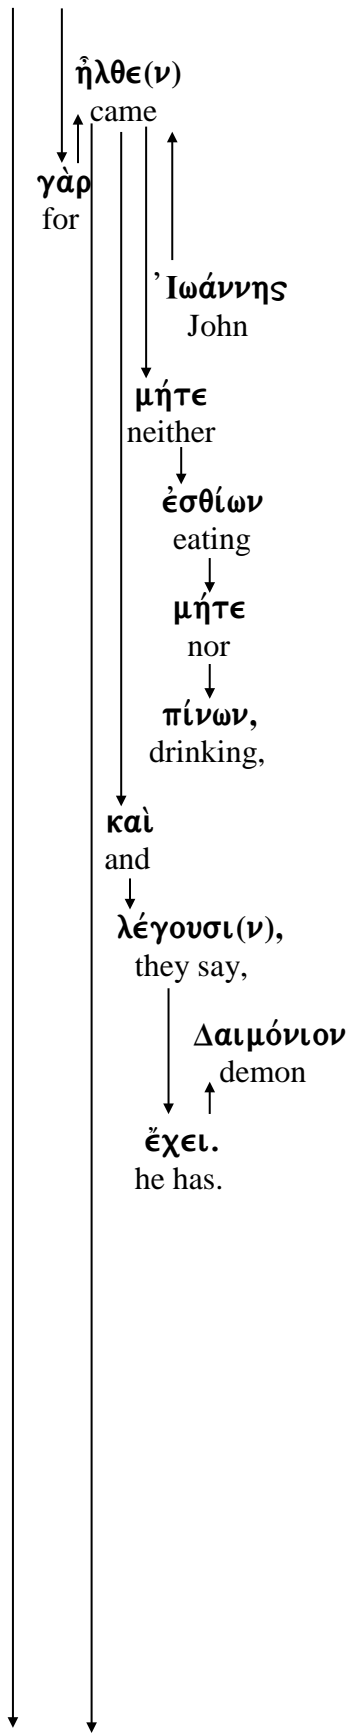 ἦλθε(ν)
came
γὰρ
for
Ἰωάννης
John
μήτε
neither
ἐσθίων
eating
μήτε
nor
πίνων,
drinking,
καὶ
and
λέγουσι(ν),
they say,
Δαιμόνιον
demon
ἔχει.
he has.